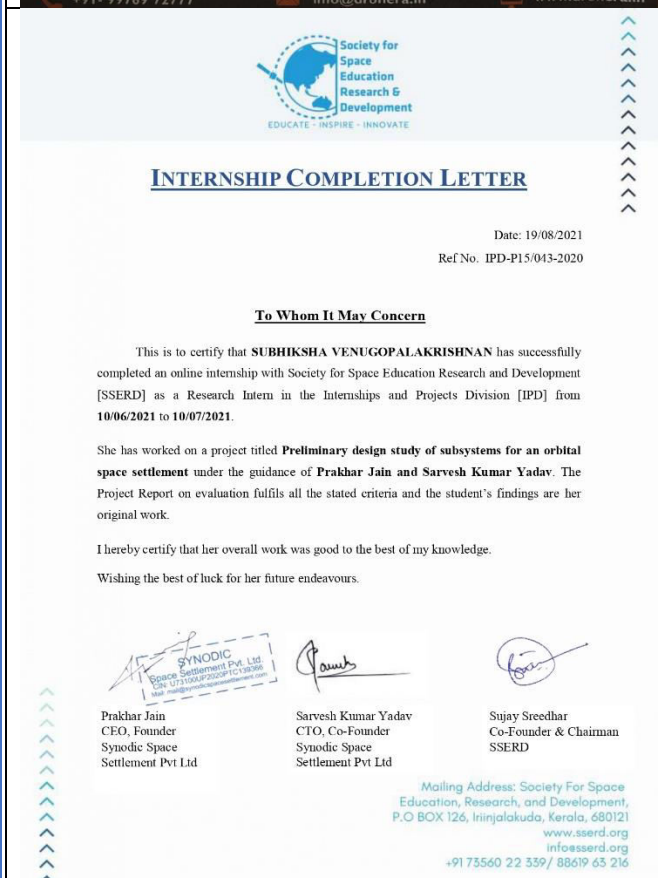 +91- 99789 72777 info@dronera.in
Society for
Space
Education
Research &
Development
EDUCATE - INSPIRE - INNOVATE
INTERNSHIP COMPLETION LETTER
Date: 19/08/2021
Ref No. IPD-P15/043-2020
To Whom It May Concern
This is to certify that SUBHIKSHA VENUGOPALAKRISHNAN has successfully
completed an online internship with Society for Space Education Research and Development
[SSERD] as a Research Intern in the Internships and Projects Division [IPD] from
10/06/2021 to 10/07/2021.
She has worked on a project titled Preliminary design study of subsystems for an orbital
space settlement under the guidance of Prakhar Jain and Sarvesh Kumar Yadav. The
Project Report on evaluation fulfils all the stated criteria and the student's findings are her
original work.
I hereby certify that her overall work was good to the best of my knowledge.
Wishing the best of luck for her future endeavours.
SYNODIC
Space Settlement Pvt. Ltd.
CIN: U73100UP2020PTC139366
Mail: mail@synodicspacesettlement.com
Prakhar Jain
CEO, Founder
Synodic Space
Settlement Pvt Ltd
Sarvesh Kumar Yadav
CTO, Co-Founder
Synodic Space
Settlement Pvt Ltd
Sujay Sreedhar
Co-Founder & Chairman
SSERD
Mailing Address: Society For Space
Education, Research, and Development,
P.O BOX 126, Iriinjalakuda, Kerala, 680121
www.sserd.org
info@sserd.org
+91 73560 22 339/ 88619 63 216